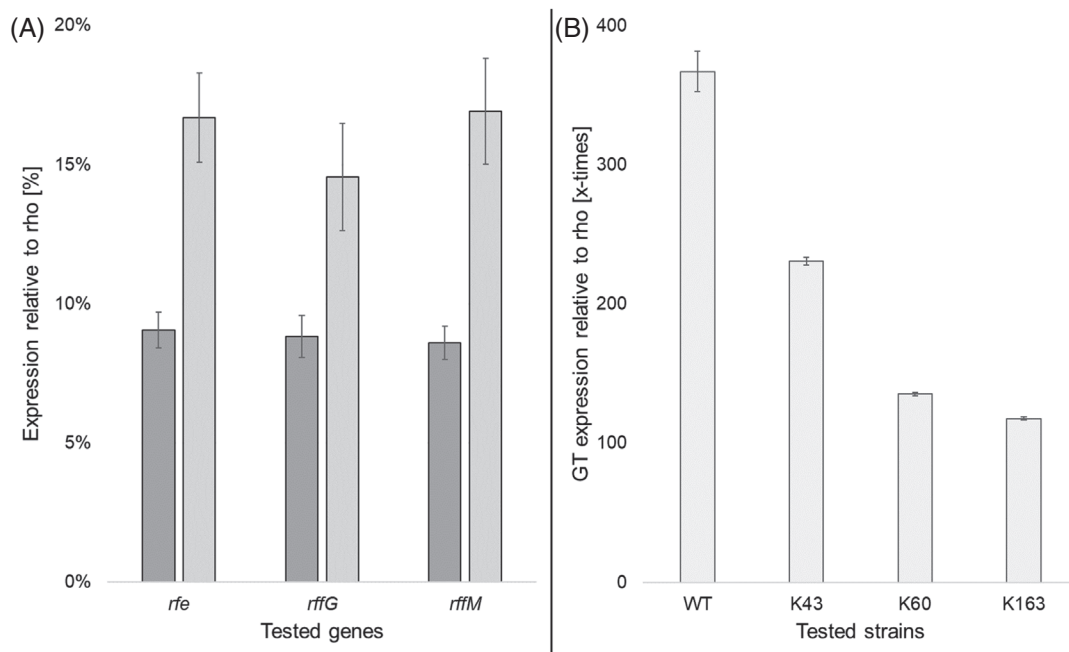 (A)
20%
15%
10%
5%
0%
Expression relative to rho [%]
rfe rffG rffM
Tested genes
(B)
400
300
200
100
0
GT expression relative to rho [x-times]
WT K43 K60 K163
Tested strains